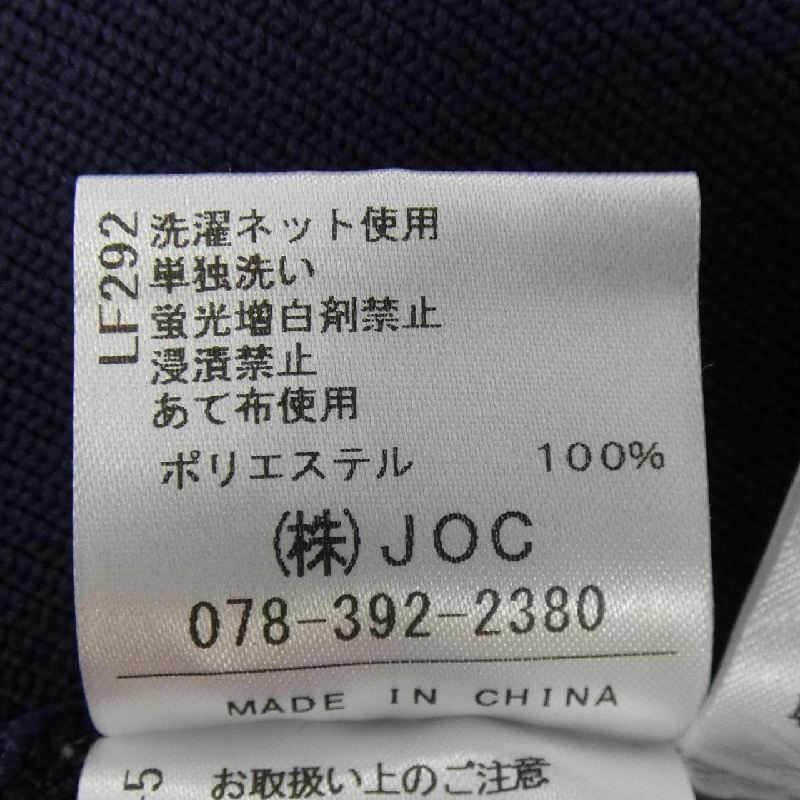 LF292
洗濯ネット使用
単独洗い
蛍光増白剤禁止
浸漬禁止
あて布使用
ポリエステル 100%
(株)JOC
078-392-2380
MADE IN CHINA
-5
お取扱い上のご注意